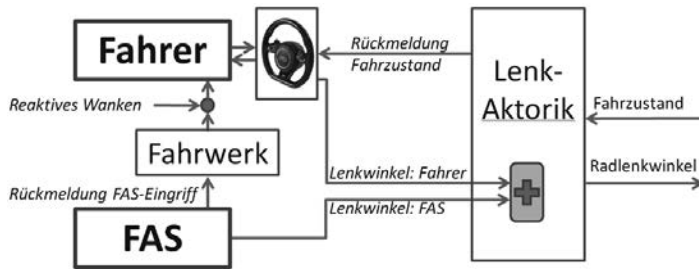 Fahrer
Rückmeldung
Fahrzustand
Lenk-
Aktorik
Reaktives Wanken
Fahrzustand
Fahrwerk
Lenkwinkel: Fahrer
Radlenkwinkel
Rückmeldung FAS-Eingriff
Lenkwinkel: FAS
FAS